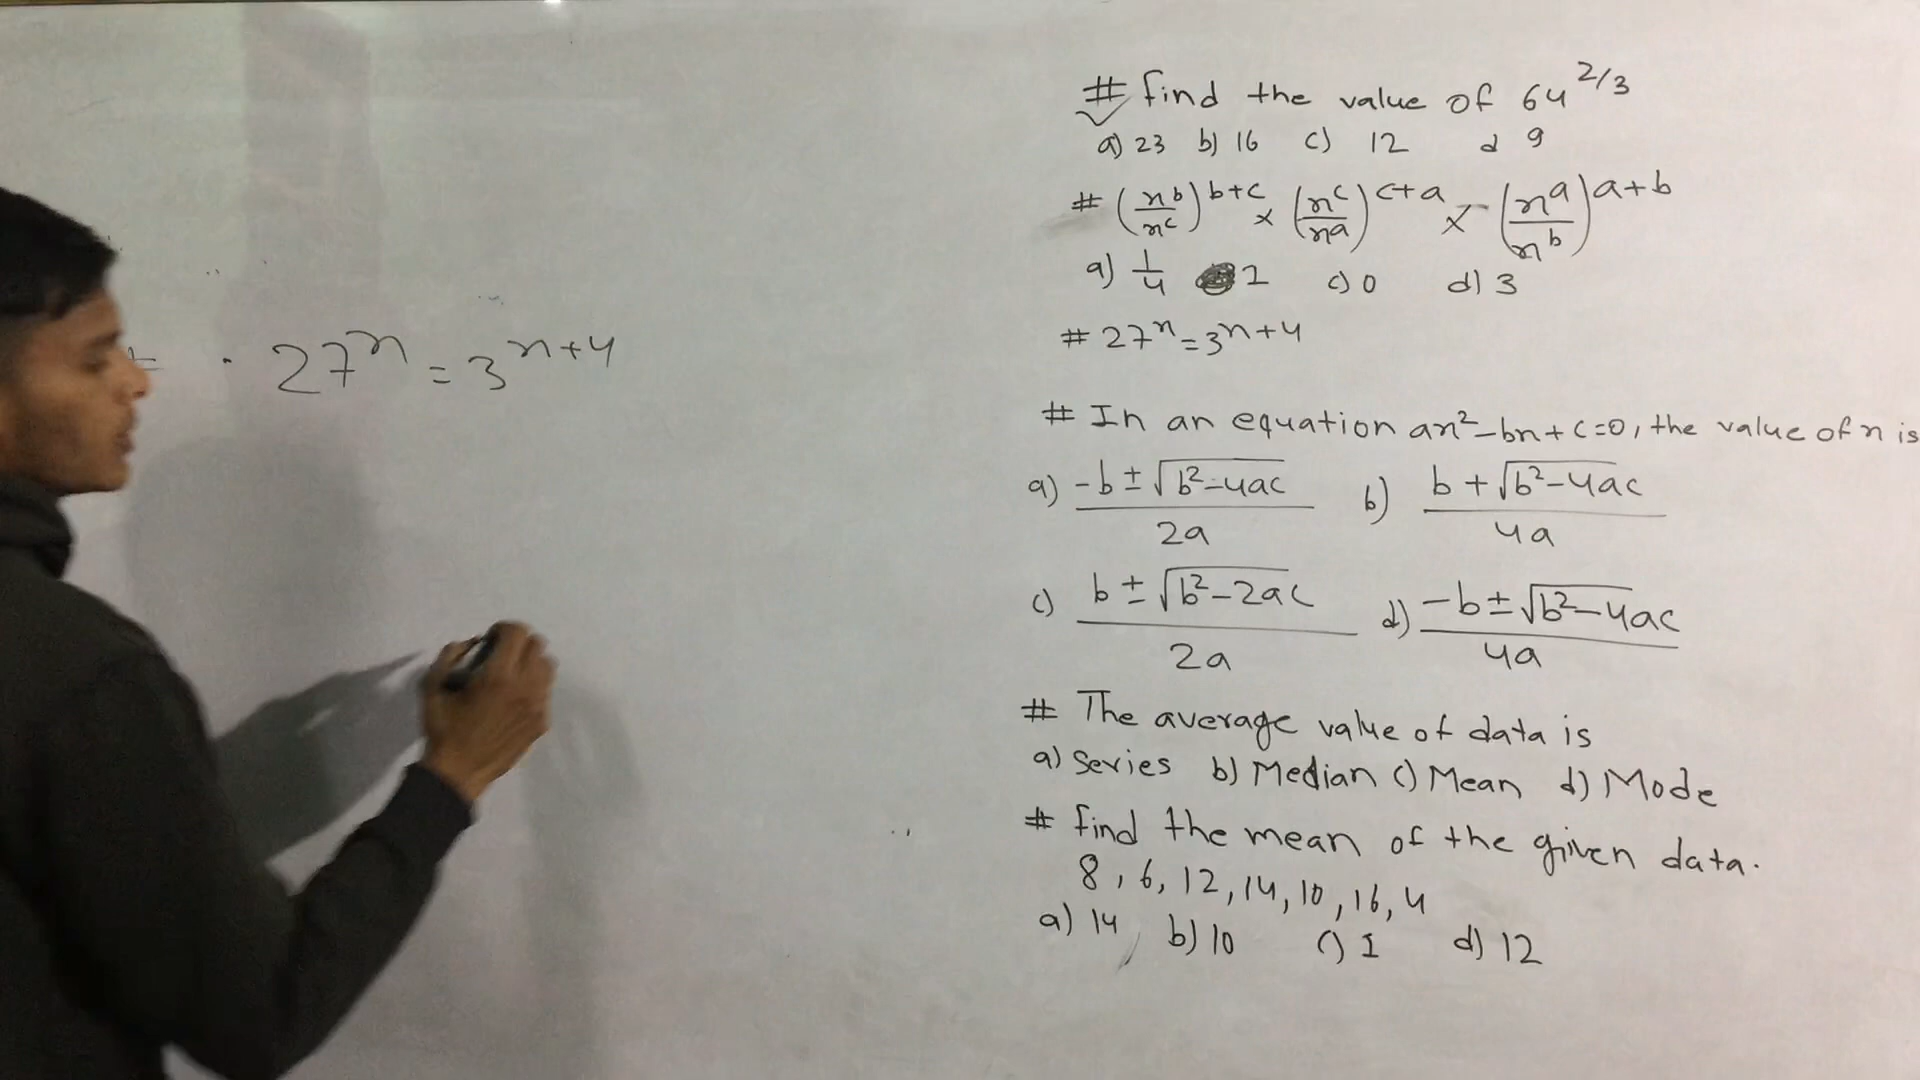 27^n = 3^{n+4}
# find the value of 64^{2/3}
a) 23 b) 16 c) 12 d 9
# (n^b/n^c)^{b+c} × (n^c/n^a)^{c+a} × (n^a/n^b)^{a+b}
a) 1/4 1 c) 0 d) 3
# 27^n = 3^{n+4}
# In an equation an²-bn+c=0, the value of n is
a) (-b±√(b²-4ac))/2a b) (b+√(b²-4ac))/4a
c) (b±√(b²-2ac))/2a d) (-b±√(b²-4ac))/4a
# The average value of data is
a) Series b) Median c) Mean d) Mode
# find the mean of the given data.
8, 6, 12, 14, 10, 16, 4
a) 14 b) 10 c) 1 d) 12